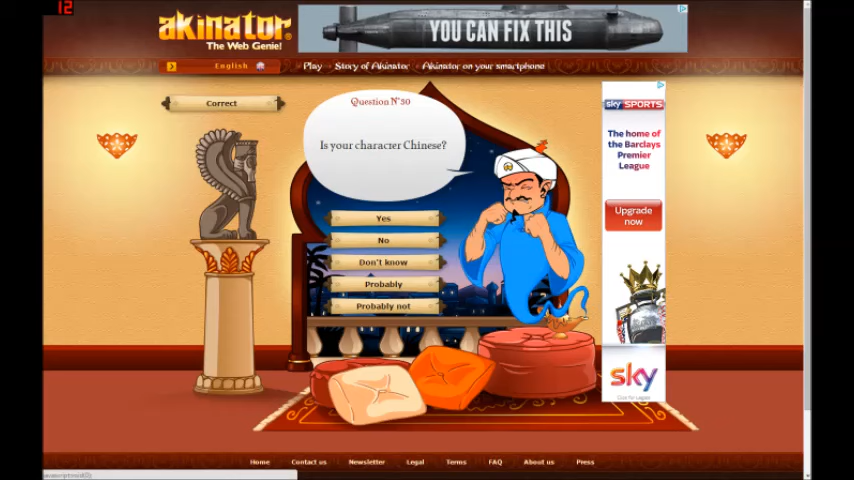 12
akinator®
The Web Genie!
YOU CAN FIX THIS
English
Play
Story of Akinator
Akinator on your smartphone
Correct
Question N°30
Is your character Chinese?
Yes
No
Don't know
Probably
Probably not
sky SPORTS
The home of
the Barclays
Premier
League
Upgrade
now
sky
Home
Contact us
Newsletter
Legal
Terms
FAQ
About us
Press